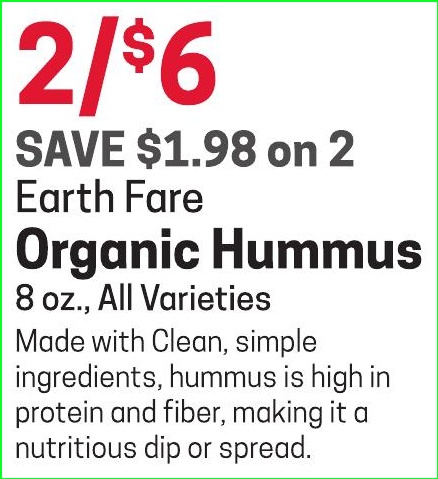 2/$6
SAVE $1.98 on 2
Earth Fare
Organic Hummus
8 oz., All Varieties
Made with Clean, simple
ingredients, hummus is high in
protein and fiber, making it a
nutritious dip or spread.